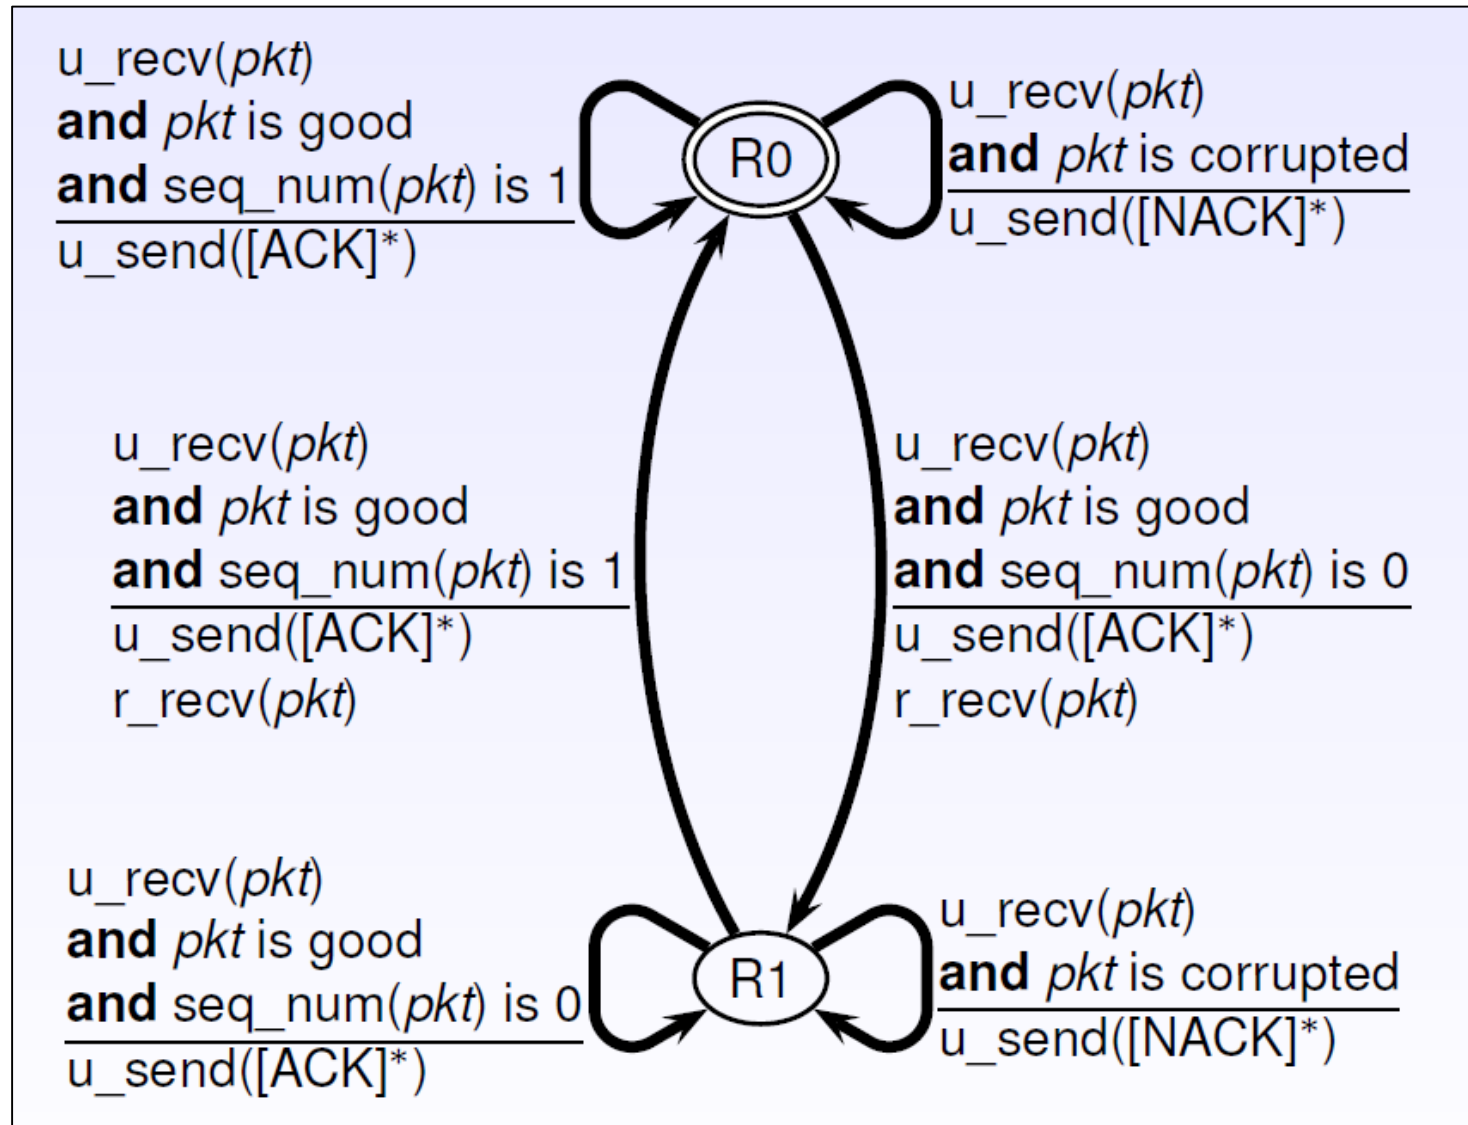 u_recv(pkt)
and pkt is good
and seq_num(pkt) is 1
u_send([ACK]*)
R0
u_recv(pkt)
and pkt is corrupted
u_send([NACK]*)
u_recv(pkt)
and pkt is good
and seq_num(pkt) is 1
u_send([ACK]*)
r_recv(pkt)
u_recv(pkt)
and pkt is good
and seq_num(pkt) is 0
u_send([ACK]*)
r_recv(pkt)
u_recv(pkt)
and pkt is good
and seq_num(pkt) is 0
u_send([ACK]*)
R1
u_recv(pkt)
and pkt is corrupted
u_send([NACK]*)